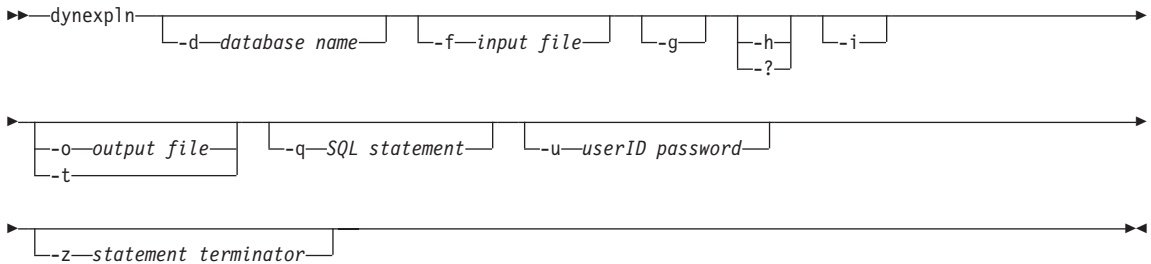 dynexpln
-d database name -f input file -g -h -i
-?
-o output file -q SQL statement -u userID password
-t
-z statement terminator